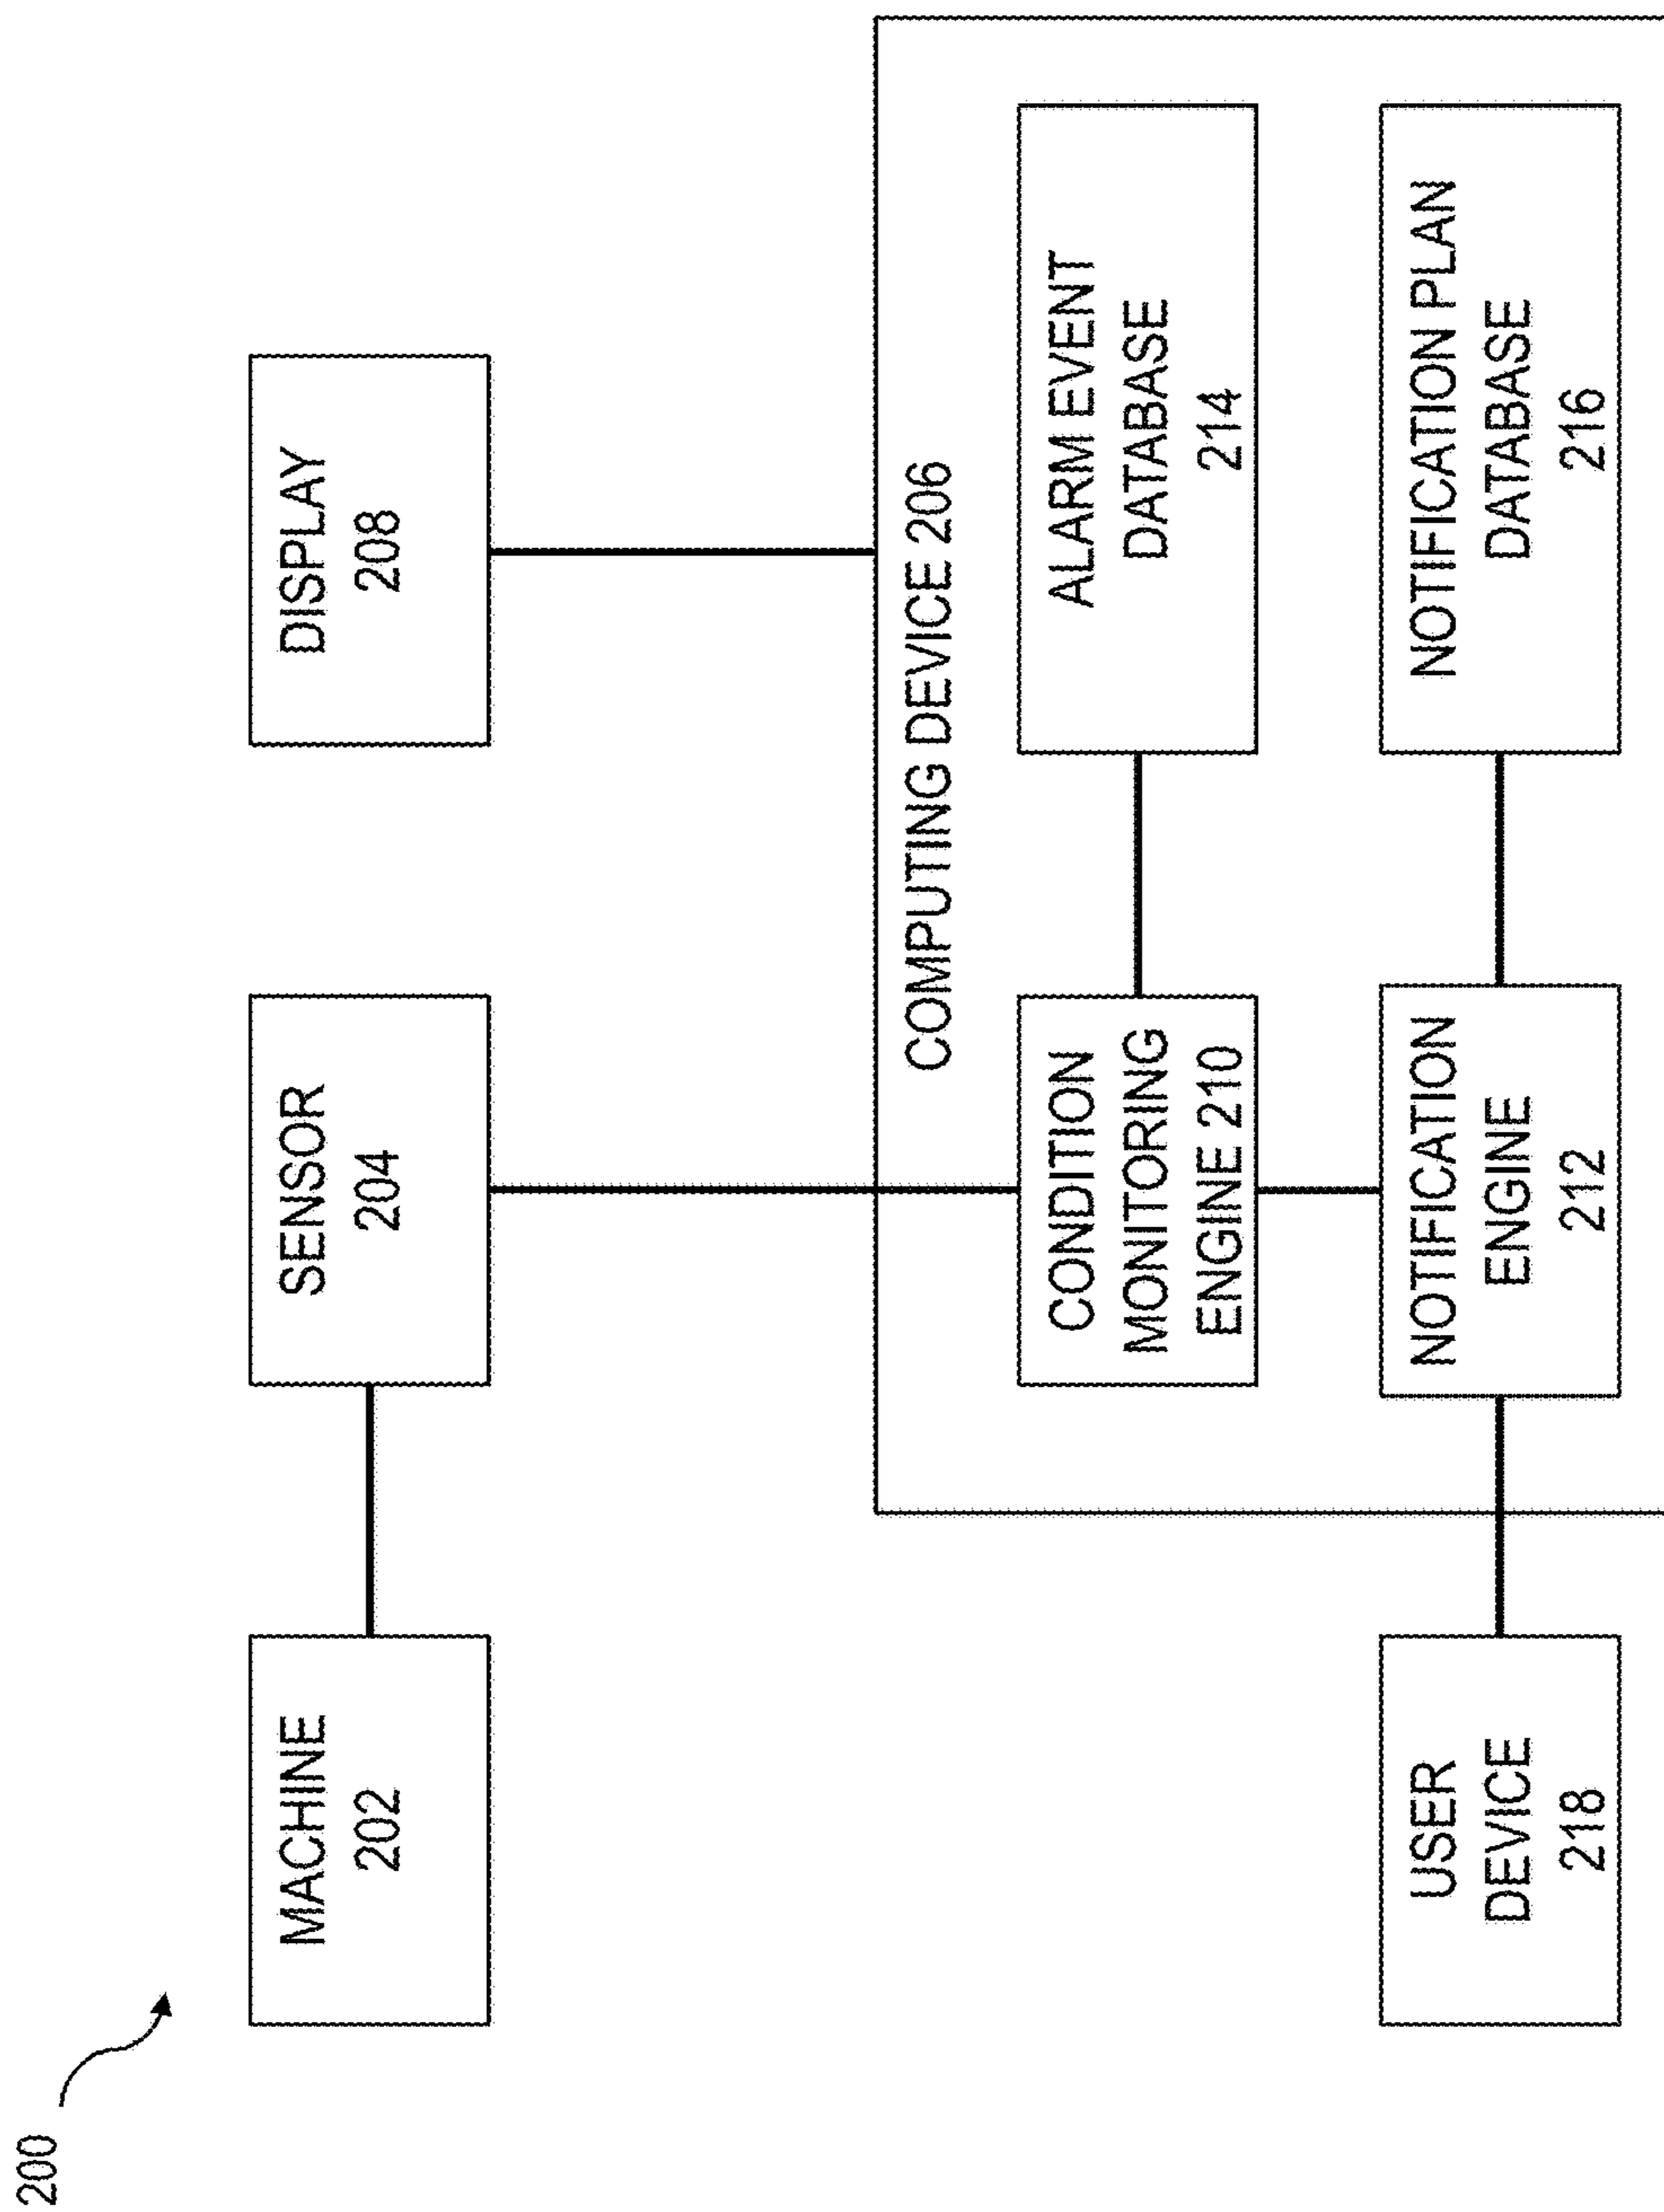 200
MACHINE
202
SENSOR
204
DISPLAY
208
COMPUTING DEVICE 206
CONDITION
MONITORING
ENGINE 210
ALARM EVENT
DATABASE
214
USER
DEVICE
218
NOTIFICATION
ENGINE
212
NOTIFICATION PLAN
DATABASE
216